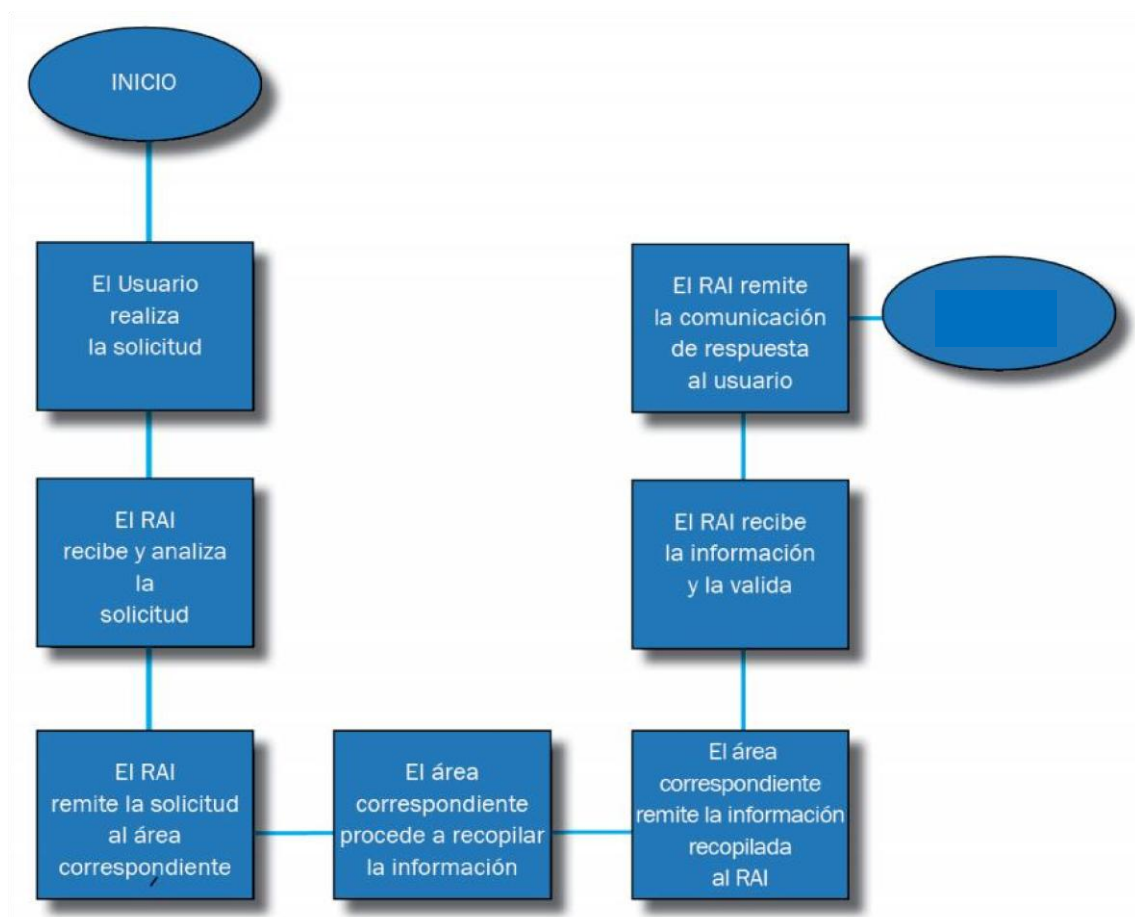 INICIO
El Usuario
realiza
la solicitud
El RAI
recibe y analiza
la
solicitud
El RAI
remite la solicitud
al área
correspondiente
El área
correspondiente
procede a recopilar
la información
El área
correspondiente
remite la información
recopilada
al RAI
El RAI recibe
la información
y la valida
El RAI remite
la comunicación
de respuesta
al usuario